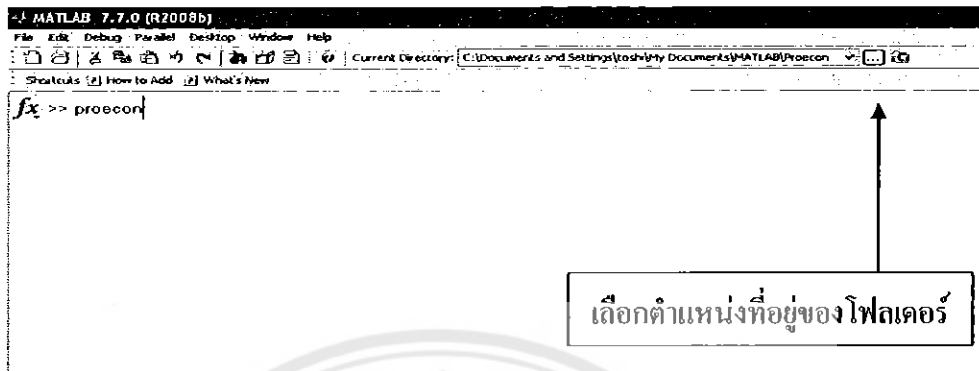 MATLAB 7.7.0 (R2008b)
File Edit Debug Parallel Desktop Window Help
Current Directory: C:\Documents and Settings\toshi\My Documents\MATLAB\Proecon
Shortcuts How to Add What's New
fx >> proecon
เลือกตำแหน่งที่อยู่ของโฟลเดอร์